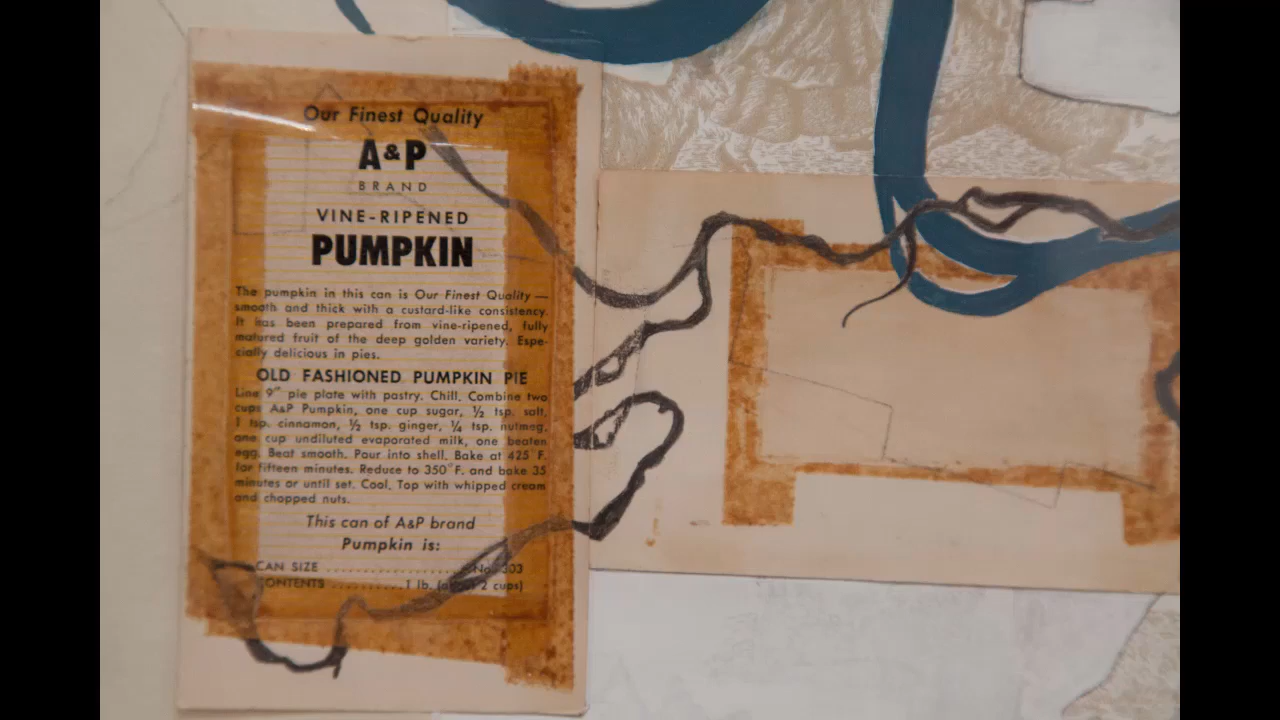 Our Finest Quality
A&P
BRAND
VINE-RIPENED
PUMPKIN
The pumpkin in this can is Our Finest Quality—
smooth and thick with a custard-like consistency.
It has been prepared from vine-ripened, fully
matured fruit of the deep golden variety. Espe-
cially delicious in pies.
OLD FASHIONED PUMPKIN PIE
Line 9" pie plate with pastry. Chill. Combine two
cups A&P Pumpkin, one cup sugar, ½ tsp. salt,
1 tsp. cinnamon, ½ tsp. ginger, ¼ tsp. nutmeg,
one cup undiluted evaporated milk, one beaten
egg. Beat smooth. Pour into shell. Bake at 425°F.
for fifteen minutes. Reduce to 350°F. and bake 35
minutes or until set. Cool. Top with whipped cream
and chopped nuts.
This can of A&P brand
Pumpkin is:
CAN SIZE .................... No. 303
CONTENTS .......... 1 lb. (about 2 cups)